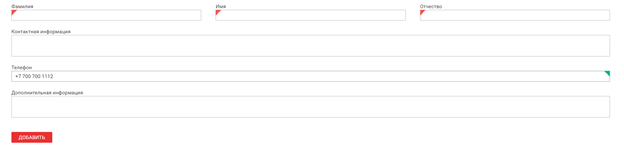 Фамилия Имя Отчество
Контактная информация
Телефон
+7 700 700 1112
Дополнительная информация
ДОБАВИТЬ